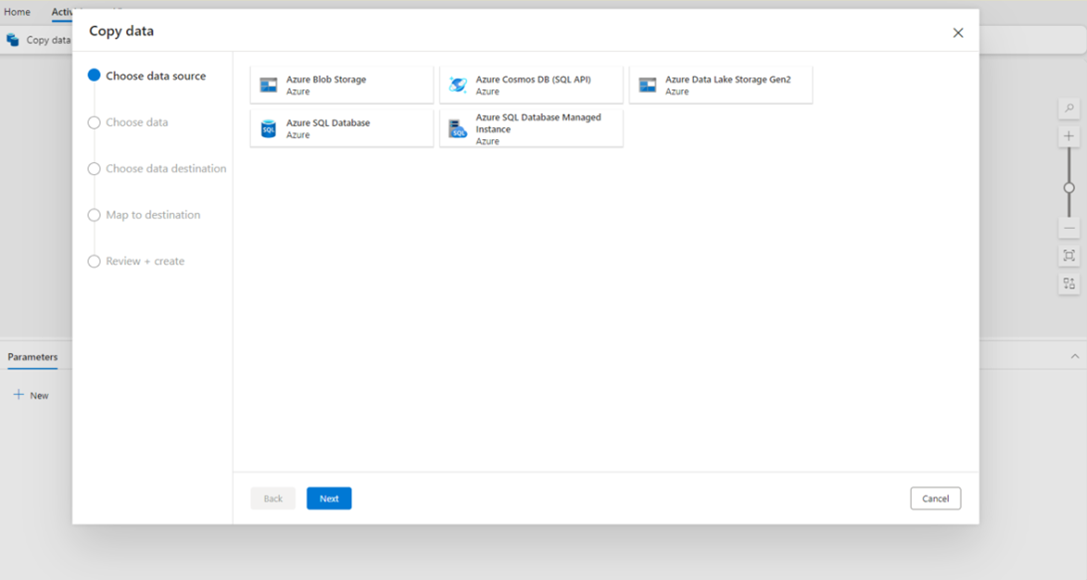 Home
Copy data
Copy data
Choose data source
Choose data
Choose data destination
Map to destination
Review + create
Azure Blob Storage
Azure
Azure Cosmos DB (SQL API)
Azure
Azure Data Lake Storage Gen2
Azure
Azure SQL Database
Azure
Azure SQL Database Managed
Instance
Azure
Parameters
New
Back
Next
Cancel